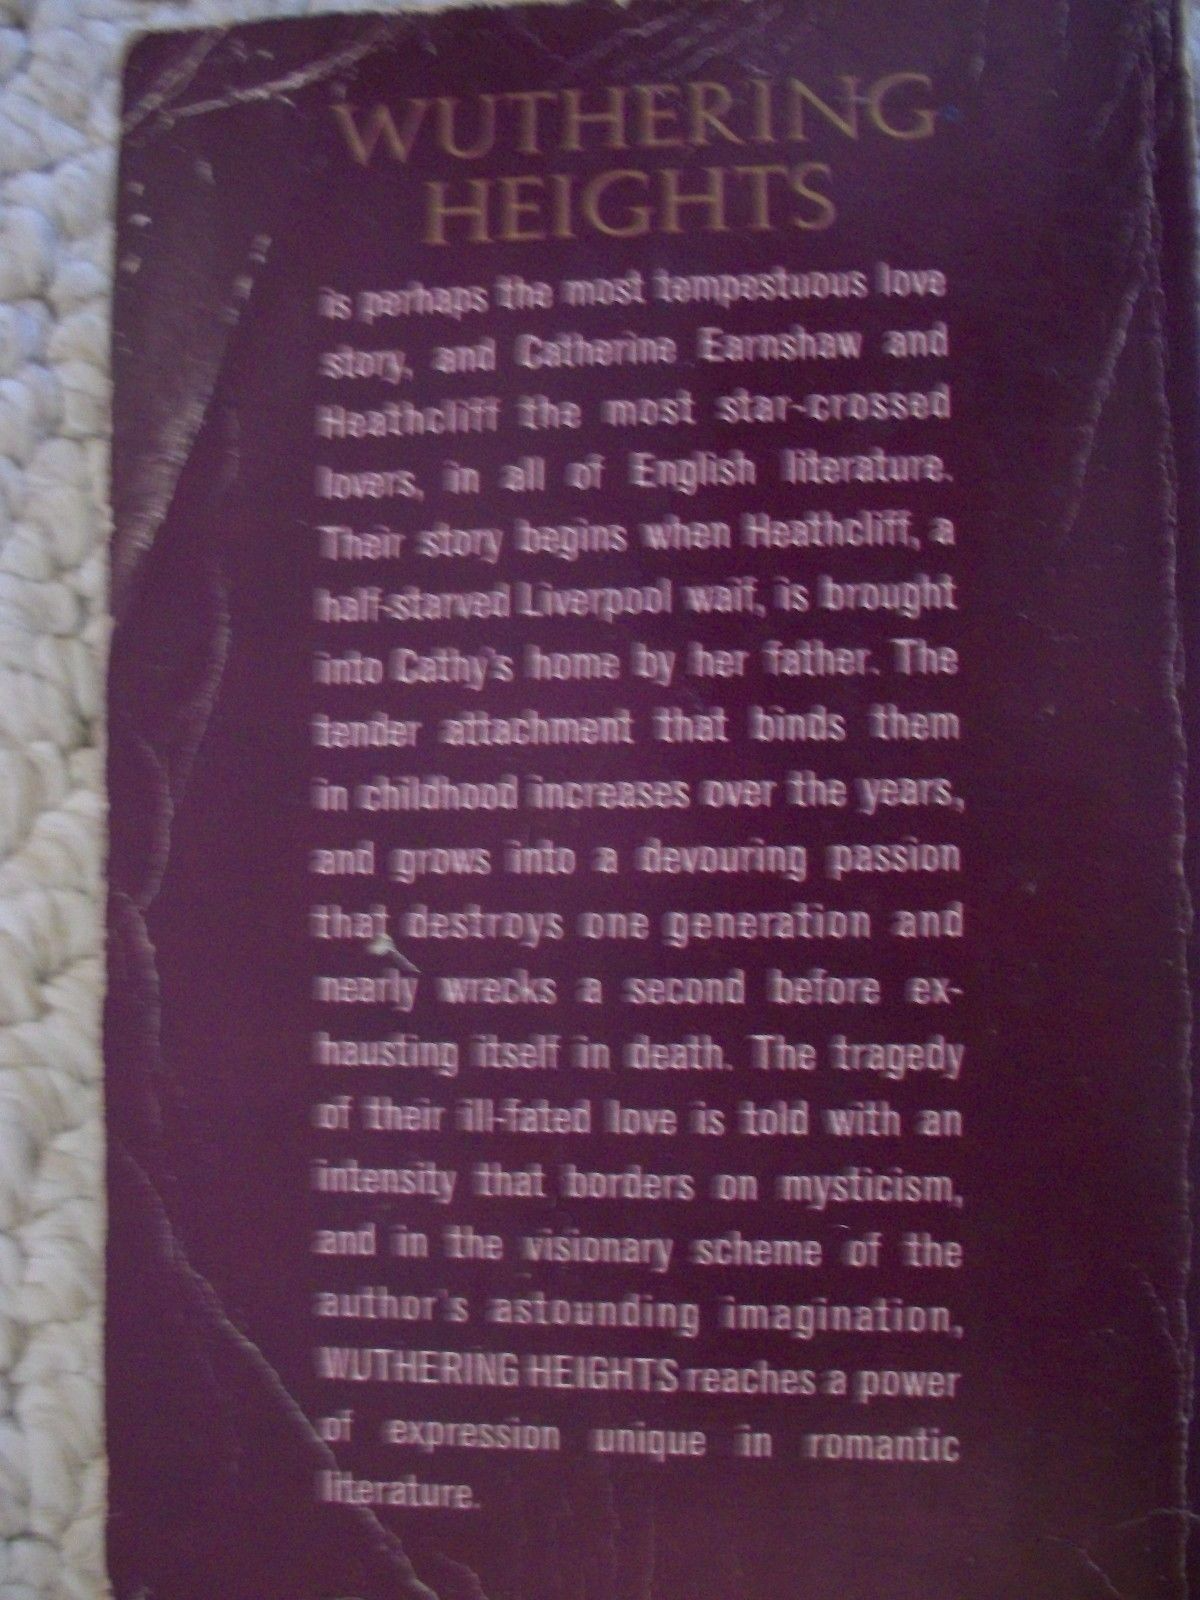 WUTHERING
HEIGHTS
is perhaps the most tempestuous love
story, and Catherine Earnshaw and
Heathcliff the most star-crossed
lovers, in all of English literature.
Their story begins when Heathcliff, a
half-starved Liverpool waif, is brought
into Cathy's home by her father. The
tender attachment that binds them
in childhood increases over the years,
and grows into a devouring passion
that destroys one generation and
nearly wrecks a second before ex-
hausting itself in death. The tragedy
of their ill-fated love is told with an
intensity that borders on mysticism,
and in the visionary scheme of the
author's astounding imagination,
WUTHERING HEIGHTS reaches a power
of expression unique in romantic
literature.